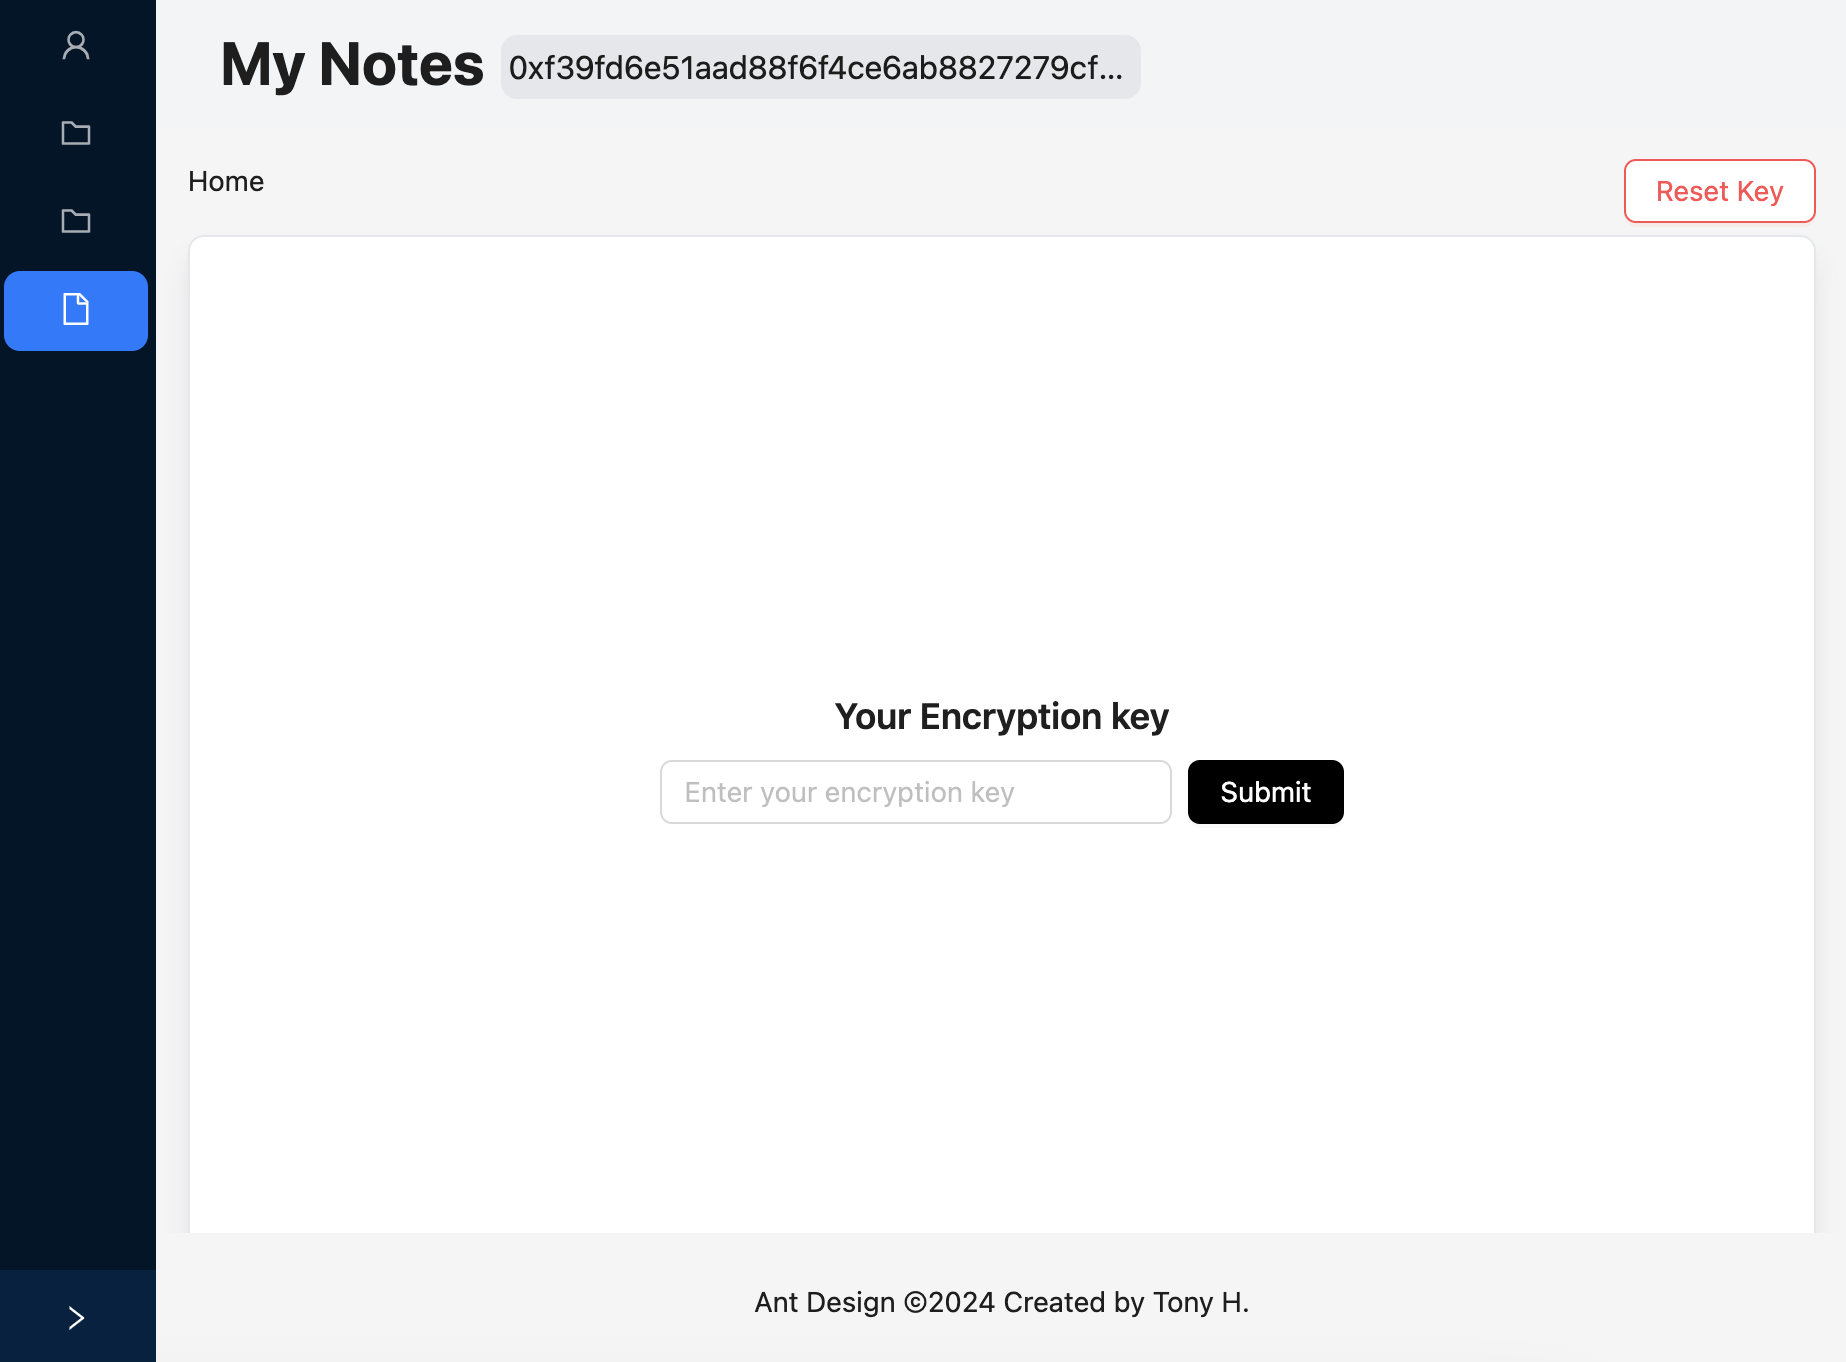 My Notes 0xf39fd6e51aad88f6f4ce6ab8827279cf...
Home
Reset Key
Your Encryption key
Enter your encryption key
Submit
Ant Design ©2024 Created by Tony H.